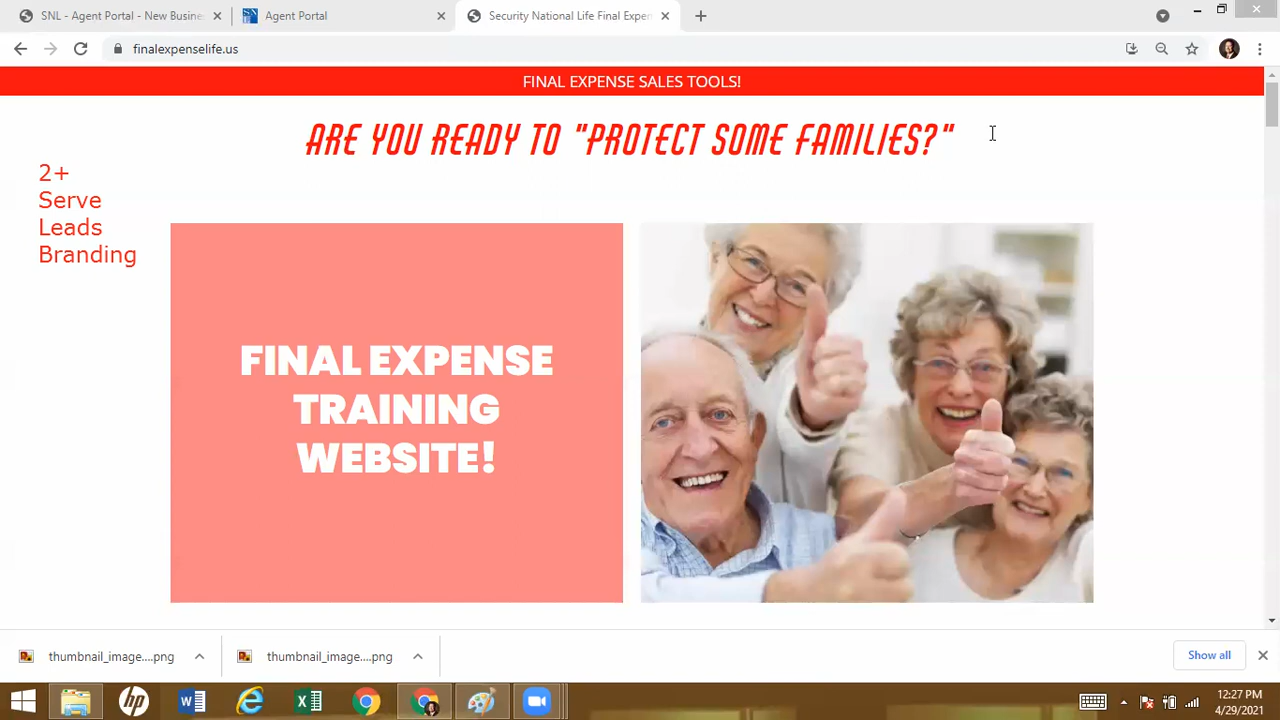 SNL - Agent Portal - New Busine
Agent Portal
Security National Life Final Expen
finalexpenselife.us
FINAL EXPENSE SALES TOOLS!
ARE YOU READY TO "PROTECT SOME FAMILIES?"
2+
Serve
Leads
Branding
FINAL EXPENSE
TRAINING
WEBSITE!
thumbnail_image....png
thumbnail_image....png
Show all
12:27 PM
4/29/2021